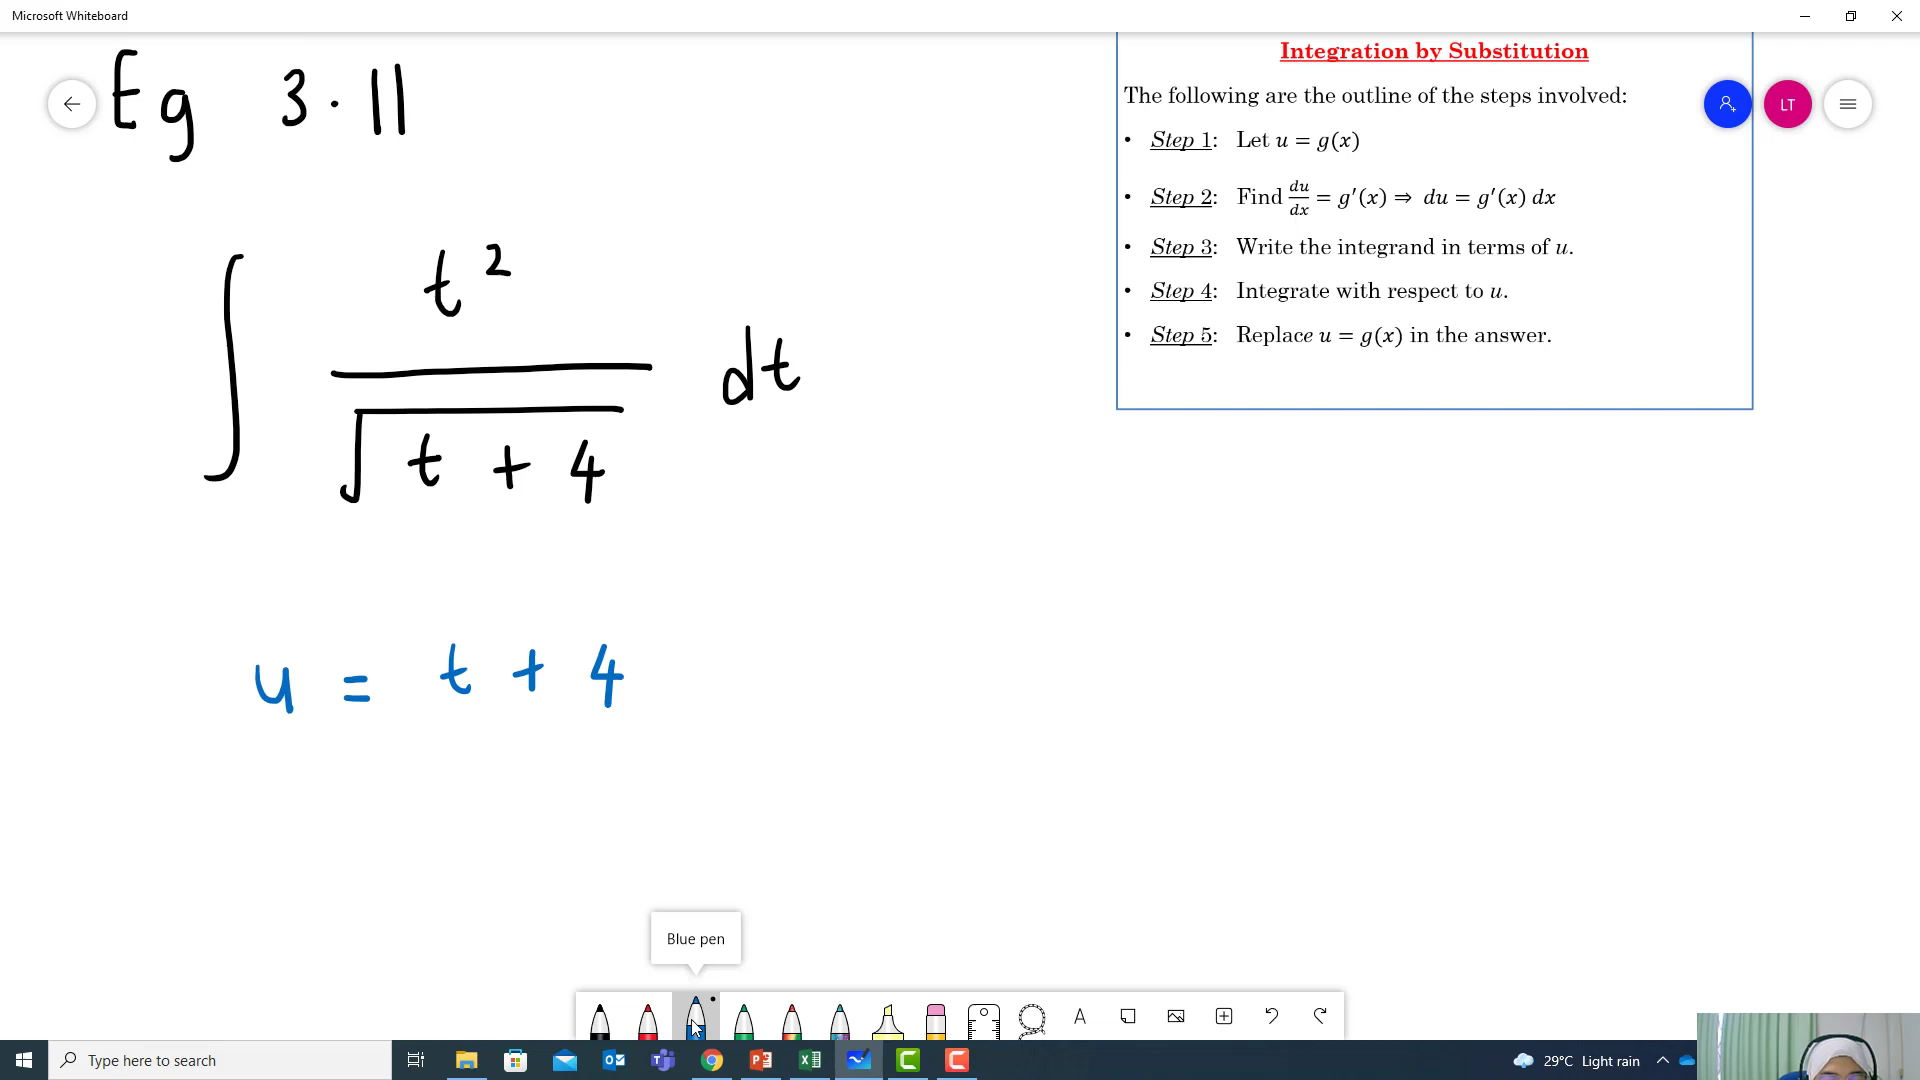 Microsoft Whiteboard
Eg 3.11
∫ t² / √(t + 4) dt
u = t + 4
Integration by Substitution
The following are the outline of the steps involved:
• Step 1: Let u = g(x)
• Step 2: Find du/dx = g′(x) ⇒ du = g′(x) dx
• Step 3: Write the integrand in terms of u.
• Step 4: Integrate with respect to u.
• Step 5: Replace u = g(x) in the answer.
LT
Blue pen
A
Type here to search
29°C Light rain